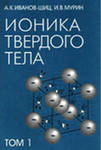 А.К.ИВАНОВ-ШИЦ, И.В.МУРИН
ИОНИКА
ТВЕРДОГО
ТЕЛА
ТОМ 1